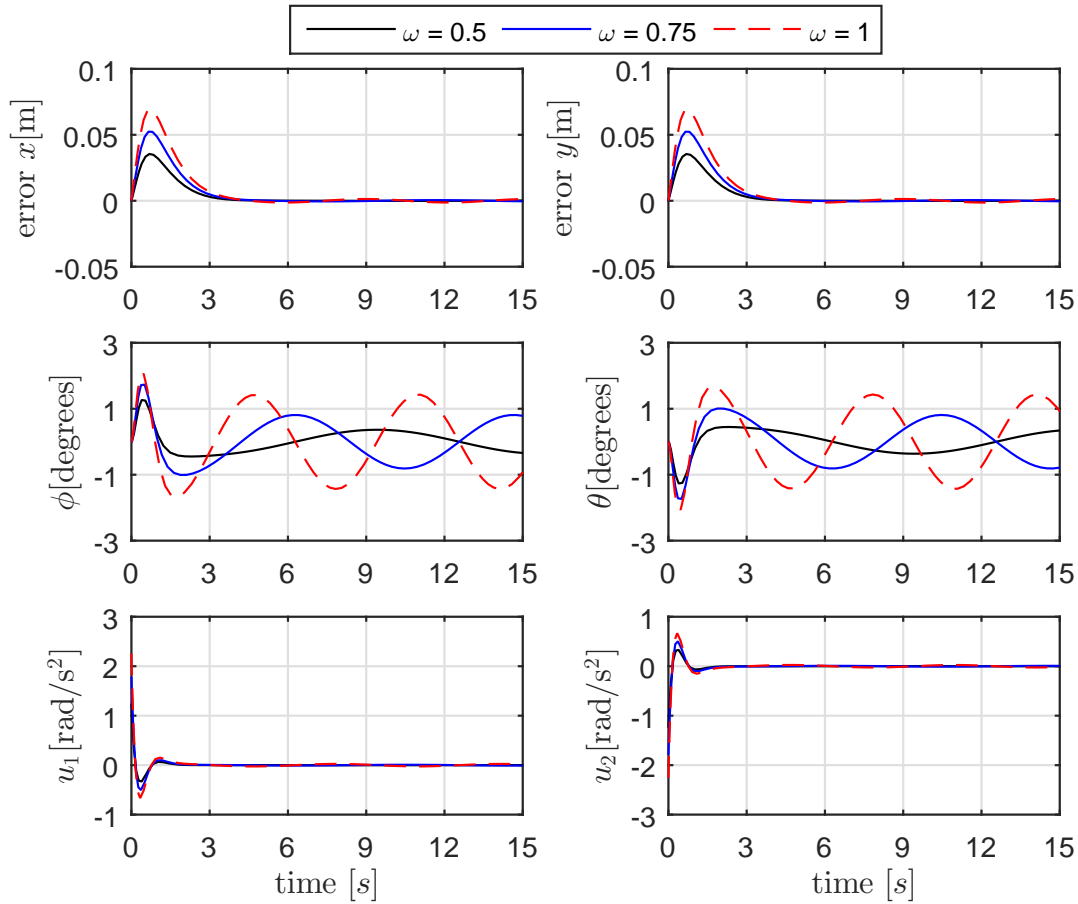 ω = 0.5 ω = 0.75 ω = 1
error x[m]
0.1
0.05
0
-0.05
0 3 6 9 12 15
error y[m]
0.1
0.05
0
-0.05
0 3 6 9 12 15
ϕ[degrees]
3
1
-1
-3
0 3 6 9 12 15
θ[degrees]
3
1
-1
-3
0 3 6 9 12 15
u₁[rad/s²]
3
2
1
0
-1
0 3 6 9 12 15
time [s]
u₂[rad/s²]
1
0
-1
-2
-3
0 3 6 9 12 15
time [s]